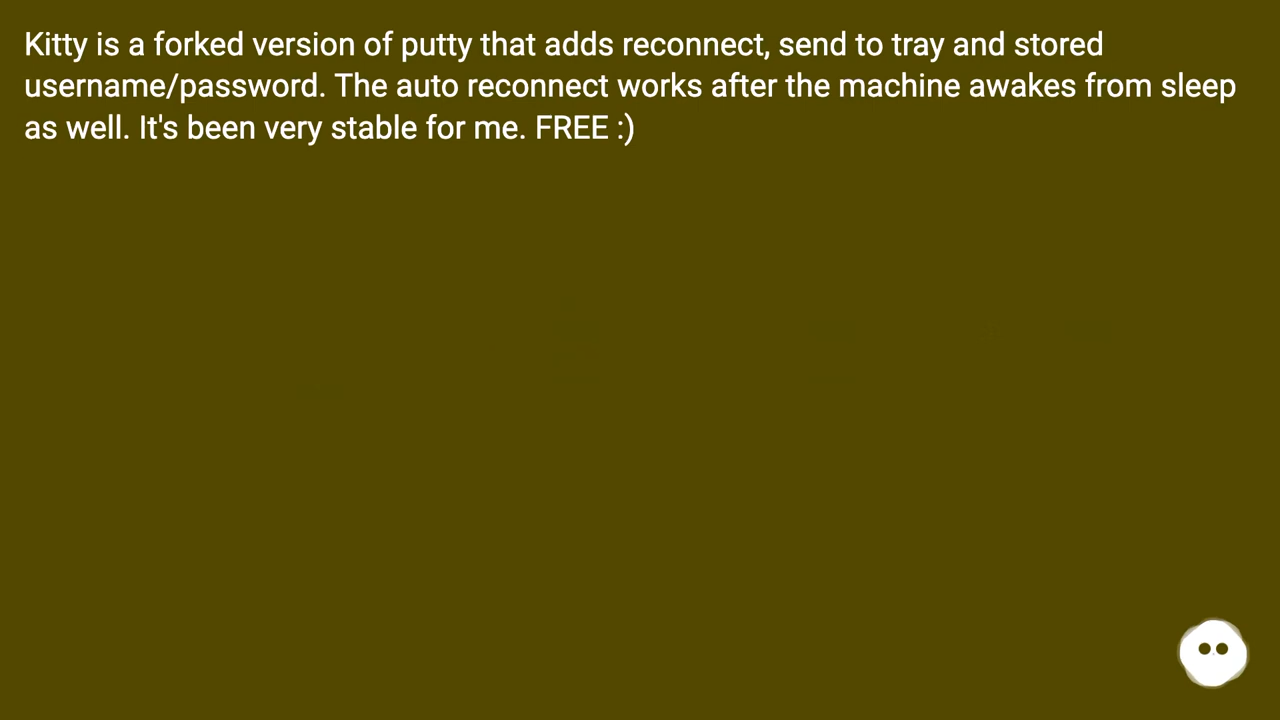 Kitty is a forked version of putty that adds reconnect, send to tray and stored
username/password. The auto reconnect works after the machine awakes from sleep
as well. It's been very stable for me. FREE :)